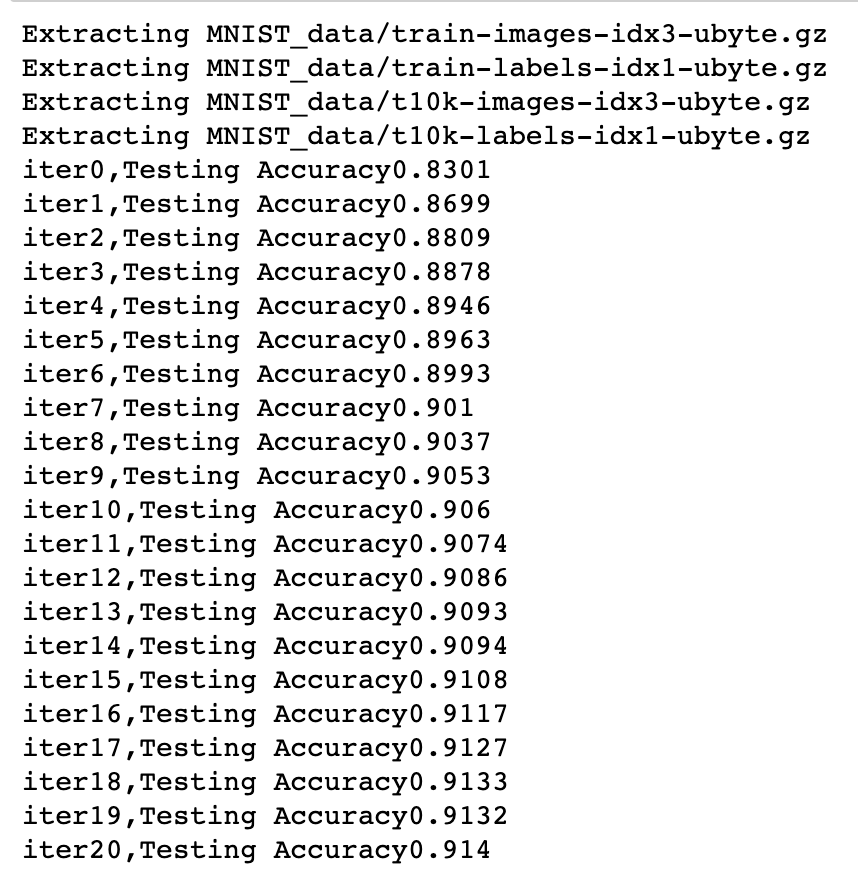 Extracting MNIST_data/train-images-idx3-ubyte.gz
Extracting MNIST_data/train-labels-idx1-ubyte.gz
Extracting MNIST_data/t10k-images-idx3-ubyte.gz
Extracting MNIST_data/t10k-labels-idx1-ubyte.gz
iter0,Testing Accuracy0.8301
iter1,Testing Accuracy0.8699
iter2,Testing Accuracy0.8809
iter3,Testing Accuracy0.8878
iter4,Testing Accuracy0.8946
iter5,Testing Accuracy0.8963
iter6,Testing Accuracy0.8993
iter7,Testing Accuracy0.901
iter8,Testing Accuracy0.9037
iter9,Testing Accuracy0.9053
iter10,Testing Accuracy0.906
iter11,Testing Accuracy0.9074
iter12,Testing Accuracy0.9086
iter13,Testing Accuracy0.9093
iter14,Testing Accuracy0.9094
iter15,Testing Accuracy0.9108
iter16,Testing Accuracy0.9117
iter17,Testing Accuracy0.9127
iter18,Testing Accuracy0.9133
iter19,Testing Accuracy0.9132
iter20,Testing Accuracy0.914